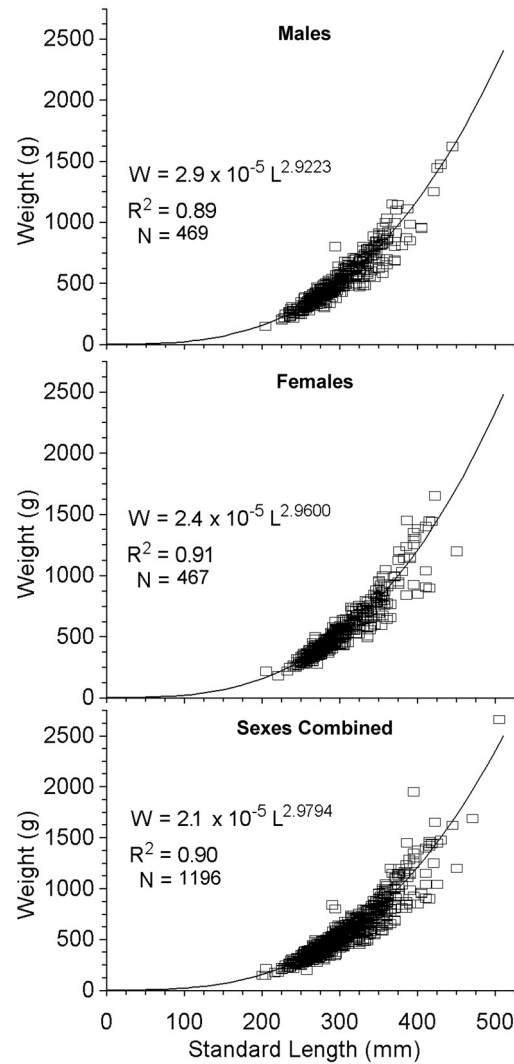 Males
2500
2000
1500
1000
500
0
Weight (g)
W = 2.9 x 10-5 L2.9223
R2 = 0.89
N = 469
Females
2500
2000
1500
1000
500
0
Weight (g)
W = 2.4 x 10-5 L2.9600
R2 = 0.91
N = 467
Sexes Combined
2500
2000
1500
1000
500
0
Weight (g)
W = 2.1 x 10-5 L2.9794
R2 = 0.90
N = 1196
0 100 200 300 400 500
Standard Length (mm)